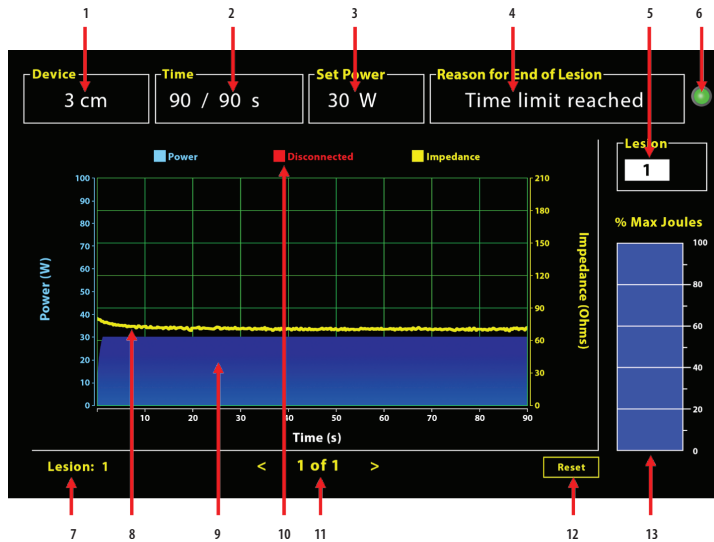 1 2 3 4 5 6
Device Time Set Power Reason for End of Lesion
3 cm 90 / 90 s 30 W Time limit reached
Lesion
1
Power Disconnected Impedance
% Max Joules
100
90
80
70
60
50
40
30
20
10
0
Power (W)
210
180
150
120
90
60
30
0
Impedance (Ohms)
100
80
60
40
20
0
10 20 30 40 50 60 70 80 90
Time (s)
Lesion: 1 < 1 of 1 > Reset
7 8 9 10 11 12 13